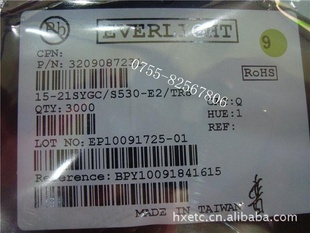 Pb
EVERLIGHT
9
CPN:
P/N: 320908723
RoHS
0755-82567806
15-21SYGC/S530-E2/TR8
QTY: 3000
:Q
HUE: 1
REF:
LOT NO: EP10091725-01
Reference: BPY10091841615
MADE IN TAIWAN
hxetc.cn.alibaba.com